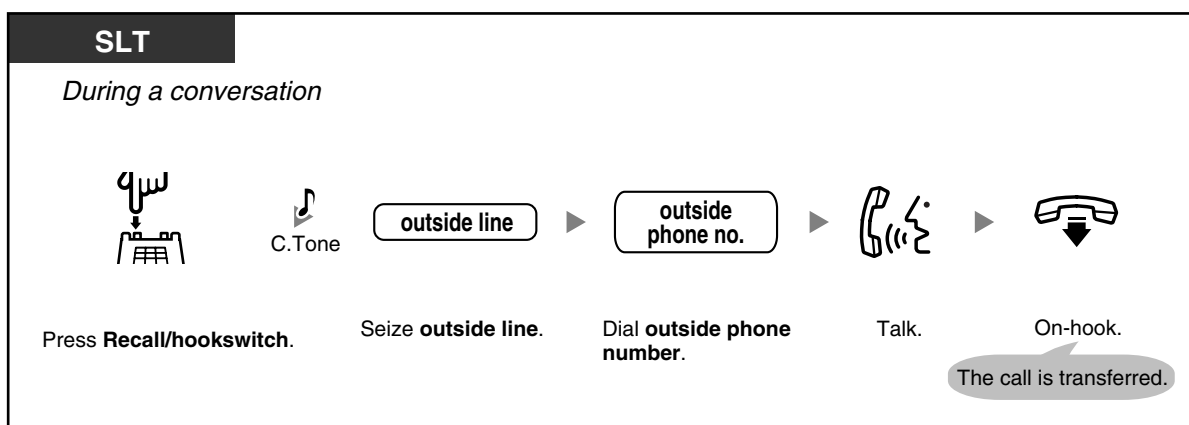 SLT
During a conversation
C.Tone
outside line
outside
phone no.
Press Recall/hookswitch.
Seize outside line.
Dial outside phone
number.
Talk.
On-hook.
The call is transferred.